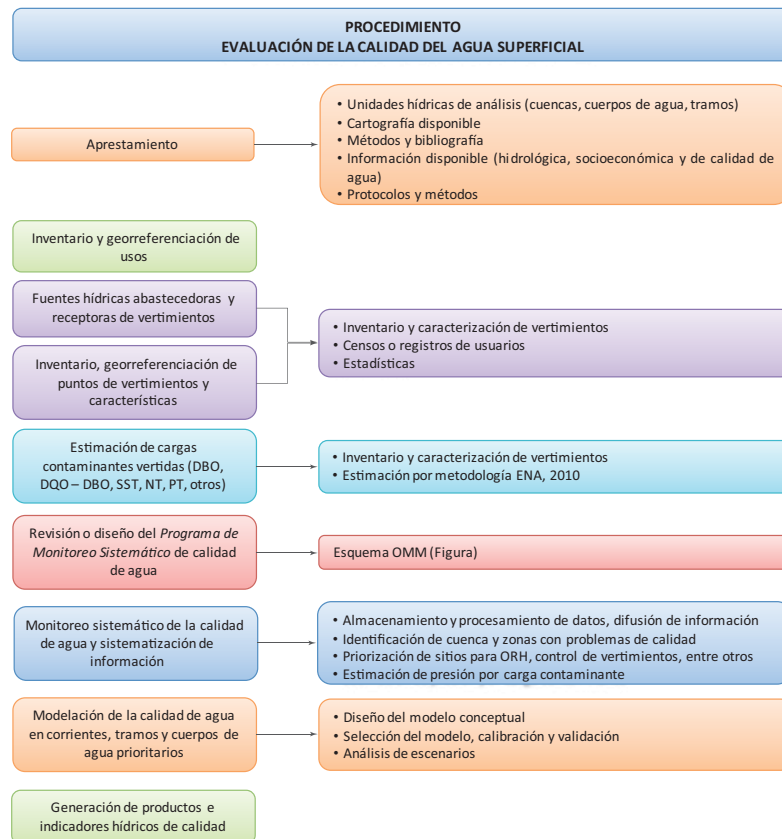 PROCEDIMIENTO
EVALUACIÓN DE LA CALIDAD DEL AGUA SUPERFICIAL
Aprestamiento
• Unidades hídricas de análisis (cuencas, cuerpos de agua, tramos)
• Cartografía disponible
• Métodos y bibliografía
• Información disponible (hidrológica, socioeconómica y de calidad de
agua)
• Protocolos y métodos
Inventario y georreferenciación de
usos
Fuentes hídricas abastecedoras y
receptoras de vertimientos
Inventario, georreferenciación de
puntos de vertimientos y
características
• Inventario y caracterización de vertimientos
• Censos o registros de usuarios
• Estadísticas
Estimación de cargas
contaminantes vertidas (DBO,
DQO – DBO, SST, NT, PT, otros)
• Inventario y caracterización de vertimientos
• Estimación por metodología ENA, 2010
Revisión o diseño del Programa de
Monitoreo Sistemático de calidad
de agua
Esquema OMM (Figura)
Monitoreo sistemático de la calidad
de agua y sistematización de
información
• Almacenamiento y procesamiento de datos, difusión de información
• Identificación de cuenca y zonas con problemas de calidad
• Priorización de sitios para ORH, control de vertimientos, entre otros
• Estimación de presión por carga contaminante
Modelación de la calidad de agua
en corrientes, tramos y cuerpos de
agua prioritarios
• Diseño del modelo conceptual
• Selección del modelo, calibración y validación
• Análisis de escenarios
Generación de productos e
indicadores hídricos de calidad